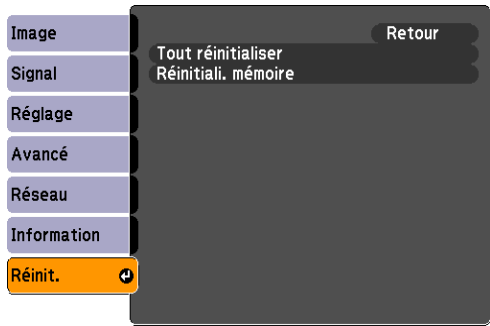 Image
Signal
Réglage
Avancé
Réseau
Information
Réinit.
Retour
Tout réinitialiser
Réinitiali. mémoire